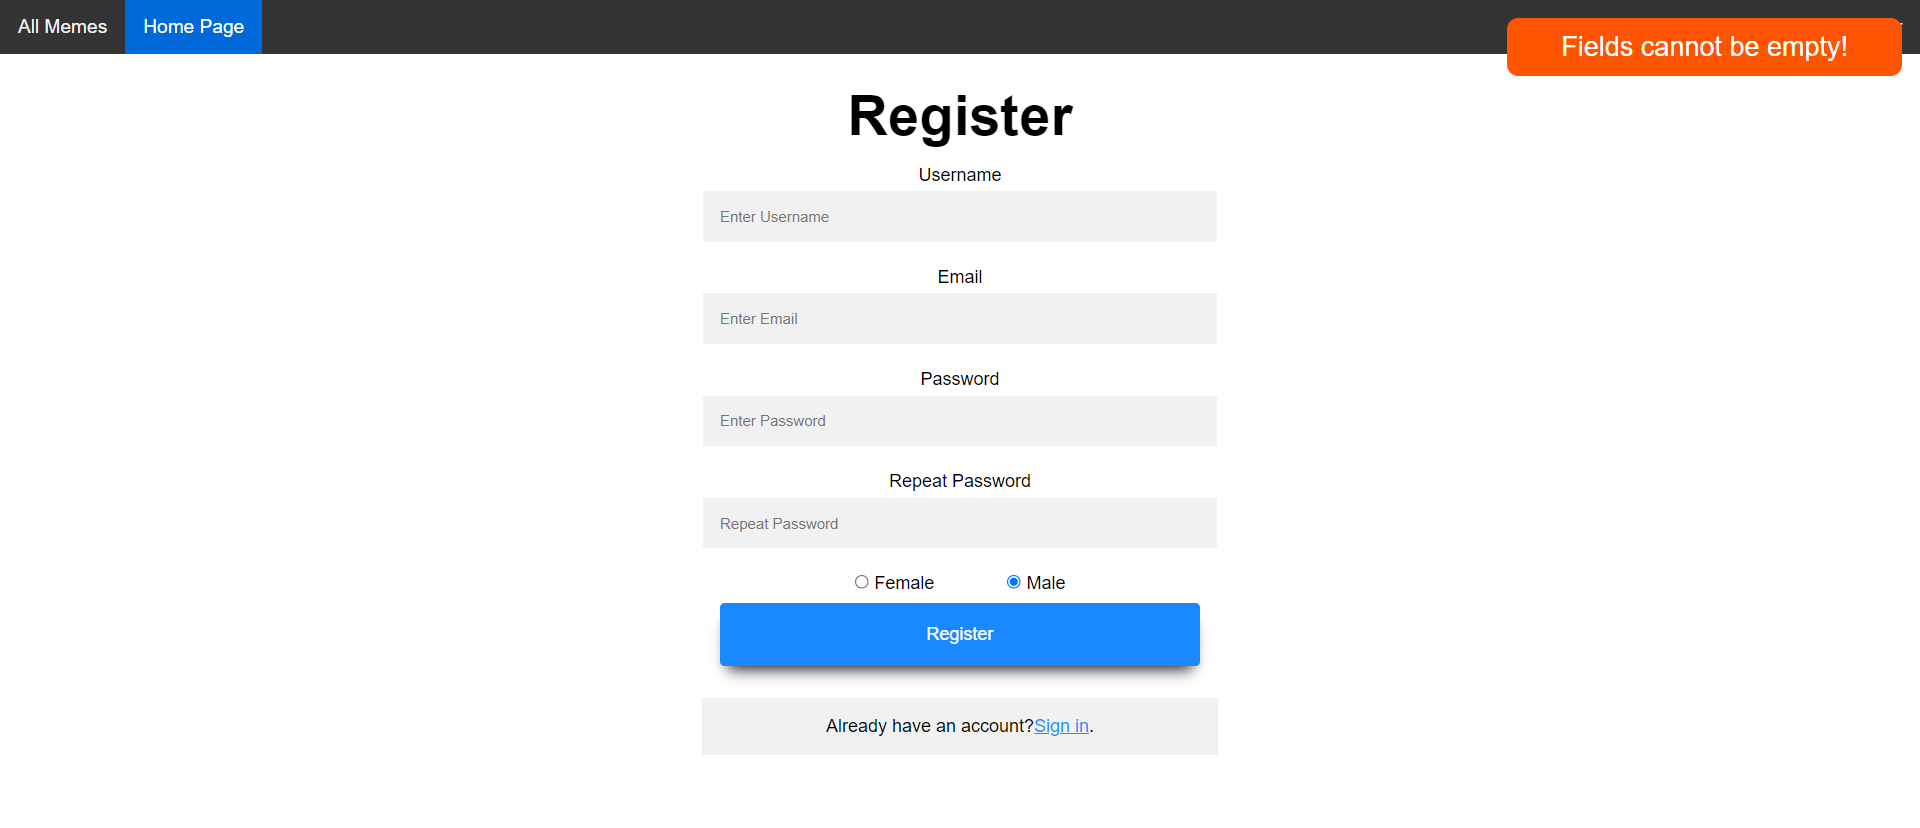 All Memes Home Page
Fields cannot be empty!
Register
Username
Enter Username
Email
Enter Email
Password
Enter Password
Repeat Password
Repeat Password
Female Male
Register
Already have an account?Sign in.